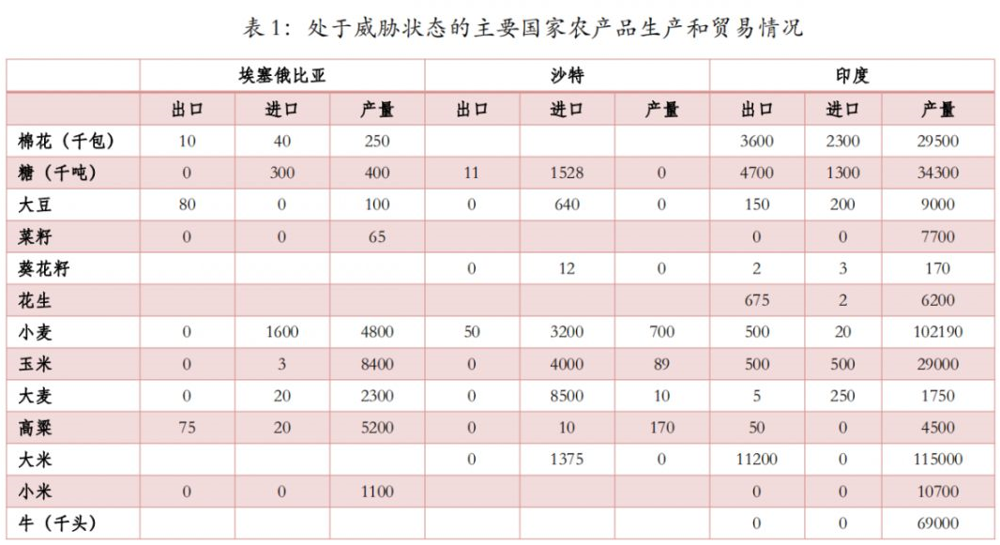 表1：处于威胁状态的主要国家农产品生产和贸易情况
埃塞俄比亚 沙特 印度
出口 进口 产量 出口 进口 产量 出口 进口 产量
棉花（千包） 10 40 250 3600 2300 29500
糖（千吨） 0 300 400 11 1528 0 4700 1300 34300
大豆 80 0 100 0 640 0 150 200 9000
菜籽 0 0 65 0 0 7700
葵花籽 0 12 0 2 3 170
花生 675 2 6200
小麦 0 1600 4800 50 3200 700 500 20 102190
玉米 0 3 8400 0 4000 89 500 500 29000
大麦 0 20 2300 0 8500 10 5 250 1750
高粱 75 20 5200 0 10 170 50 0 4500
大米 0 1375 0 11200 0 115000
小米 0 0 1100 0 0 10700
牛（千头） 0 0 69000